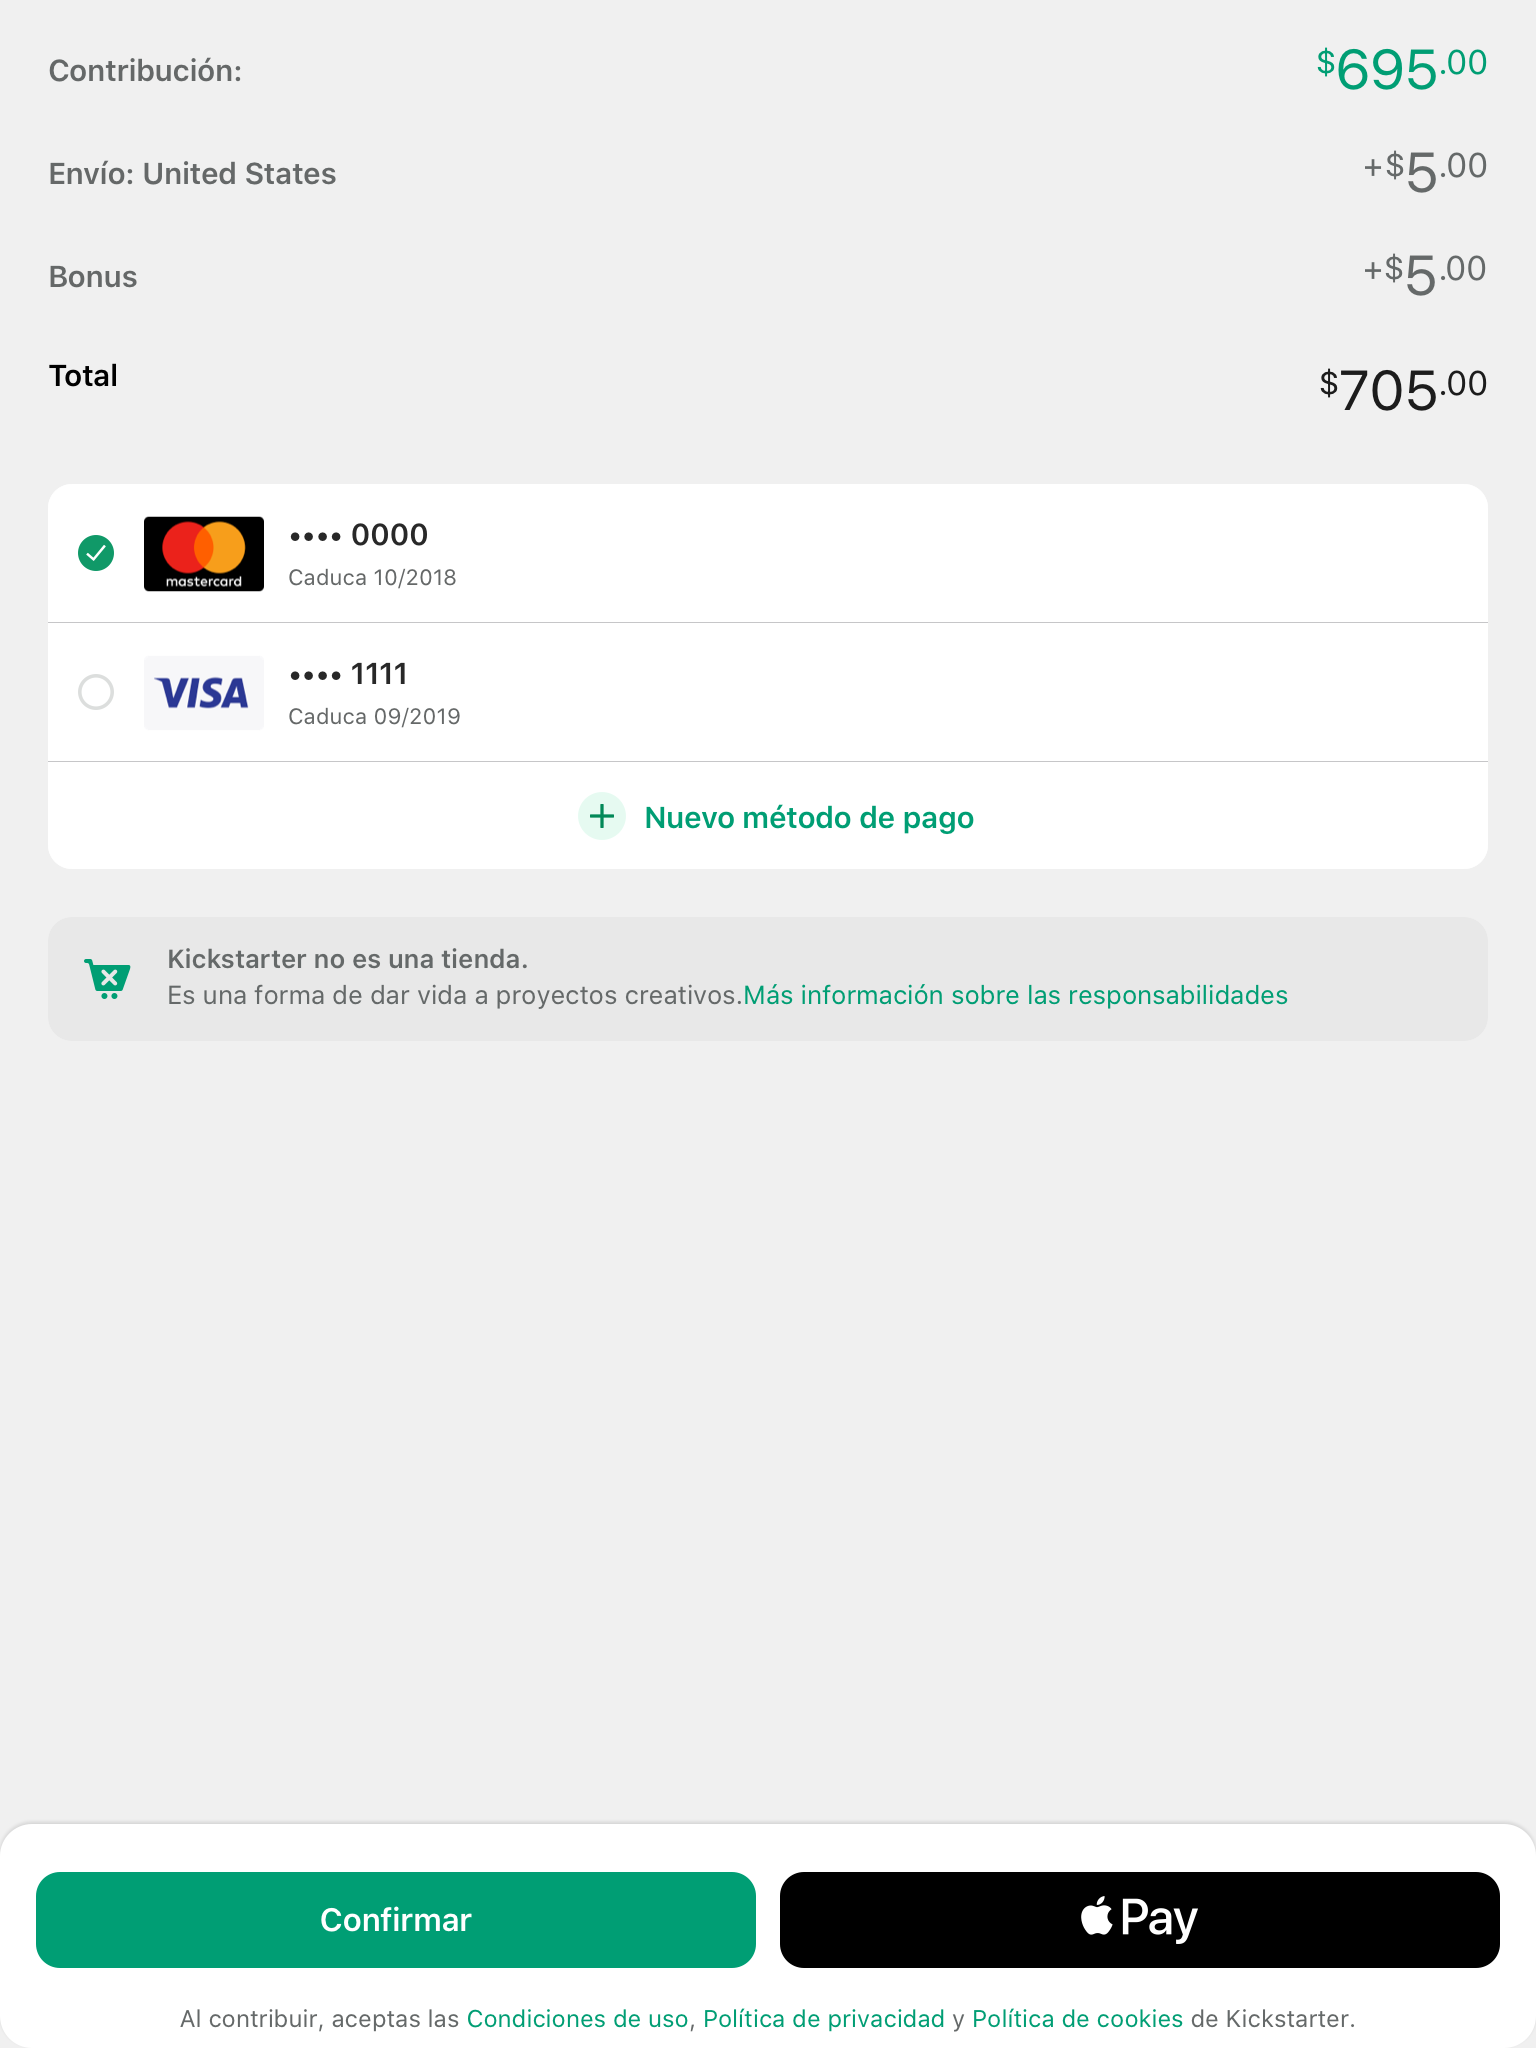 Contribución: $695.00
Envío: United States +$5.00
Bonus +$5.00
Total $705.00
mastercard
•••• 0000
Caduca 10/2018
VISA
•••• 1111
Caduca 09/2019
Nuevo método de pago
Kickstarter no es una tienda.
Es una forma de dar vida a proyectos creativos.Más información sobre las responsabilidades
Confirmar
Pay
Al contribuir, aceptas las Condiciones de uso, Política de privacidad y Política de cookies de Kickstarter.